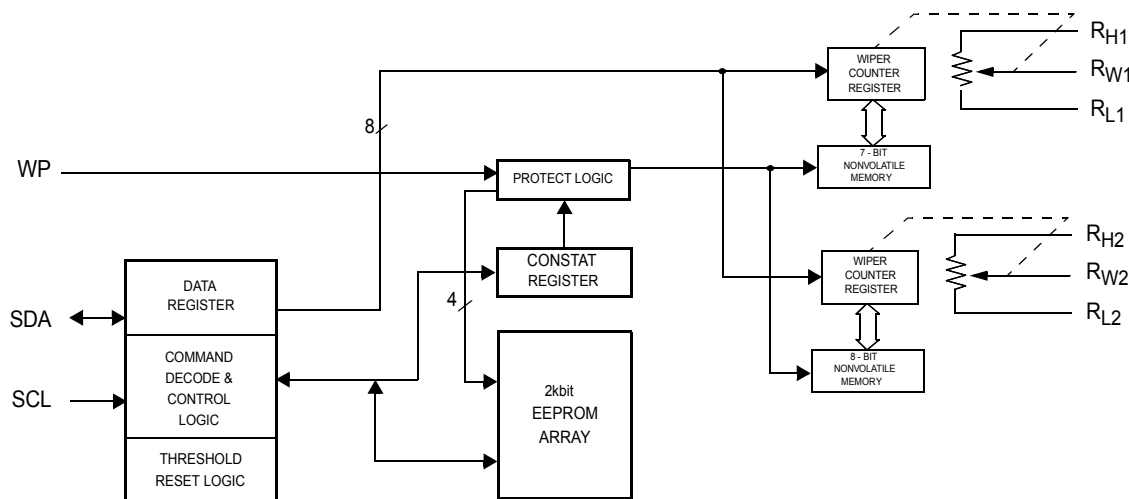 WIPER
COUNTER
REGISTER
RH1
RW1
RL1
8
7 - BIT
NONVOLATILE
MEMORY
WP
PROTECT LOGIC
CONSTAT
REGISTER
WIPER
COUNTER
REGISTER
RH2
RW2
RL2
DATA
REGISTER
4
SDA
COMMAND
DECODE &
CONTROL
LOGIC
SCL
2kbit
EEPROM
ARRAY
8 - BIT
NONVOLATILE
MEMORY
THRESHOLD
RESET LOGIC